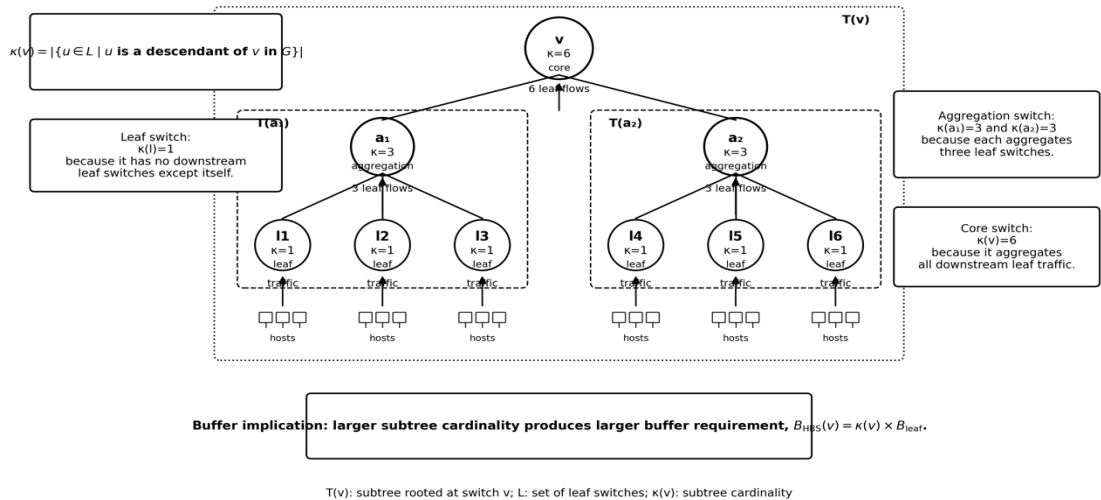 T(v)
κ(v) = |{u ∈ L | u is a descendant of v in G}|
v
κ=6
core
6 leaf flows
Leaf switch:
κ(l)=1
because it has no downstream
leaf switches except itself.
T(a₁)
a₁
κ=3
aggregation
3 leaf flows
T(a₂)
a₂
κ=3
aggregation
3 leaf flows
Aggregation switch:
κ(a₁)=3 and κ(a₂)=3
because each aggregates
three leaf switches.
l1
κ=1
leaf
traffic
hosts
l2
κ=1
leaf
traffic
hosts
l3
κ=1
leaf
traffic
hosts
l4
κ=1
leaf
traffic
hosts
l5
κ=1
leaf
traffic
hosts
l6
κ=1
leaf
traffic
hosts
Core switch:
κ(v)=6
because it aggregates
all downstream leaf traffic.
Buffer implication: larger subtree cardinality produces larger buffer requirement, B_HBS(v) = κ(v) × B_leaf.
T(v): subtree rooted at switch v; L: set of leaf switches; κ(v): subtree cardinality